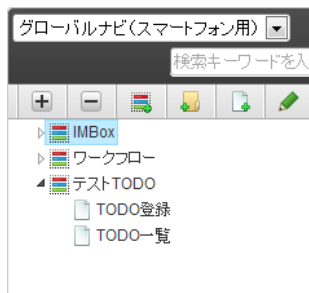 グローバルナビ(スマートフォン用)
検索キーワードを入
IMBox
ワークフロー
テストTODO
TODO登録
TODO一覧